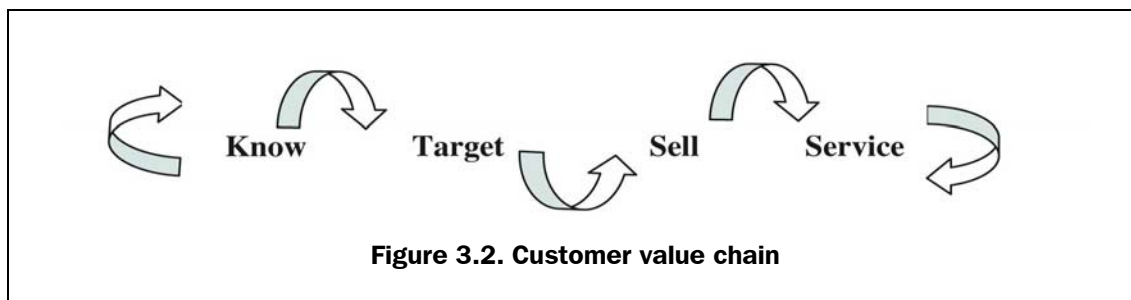 Know Target Sell Service
Figure 3.2. Customer value chain